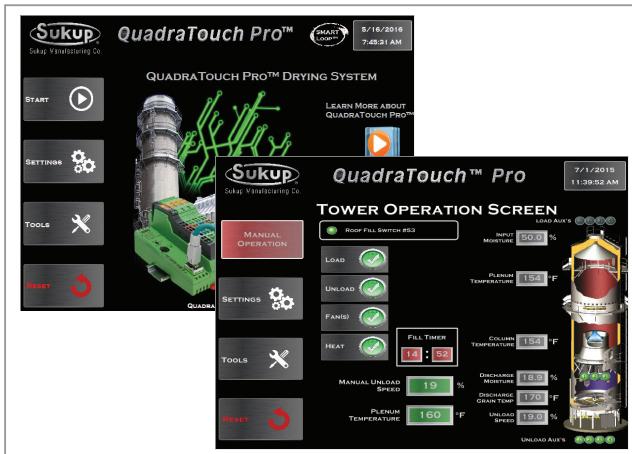 Sukup
Sukup Manufacturing Co.
QuadraTouch Pro™
SMART LOOP™
5/16/2016
7:45:31 AM
QuadraTouch Pro™ Drying System
Start
Settings
Tools
Reset
Learn More about
QuadraTouch Pro™
Quadra
Sukup
Sukup Manufacturing Co.
QuadraTouch™ Pro
7/1/2015
11:39:52 AM
Tower Operation Screen
Load Aux's
Manual
Operation
Settings
Tools
Reset
Roof Fill Switch #53
Load
Unload
Fan(s)
Heat
Fill Timer
14 : 52
Manual Unload
Speed
19 %
Plenum
Temperature
160 °F
Input
Moisture
50.0 %
Plenum
Temperature
154 °F
Column
Temperature
154 °F
Discharge
Moisture
18.9 %
Discharge
Grain Temp
170 °F
Unload
Speed
19.0 %
Unload Aux's